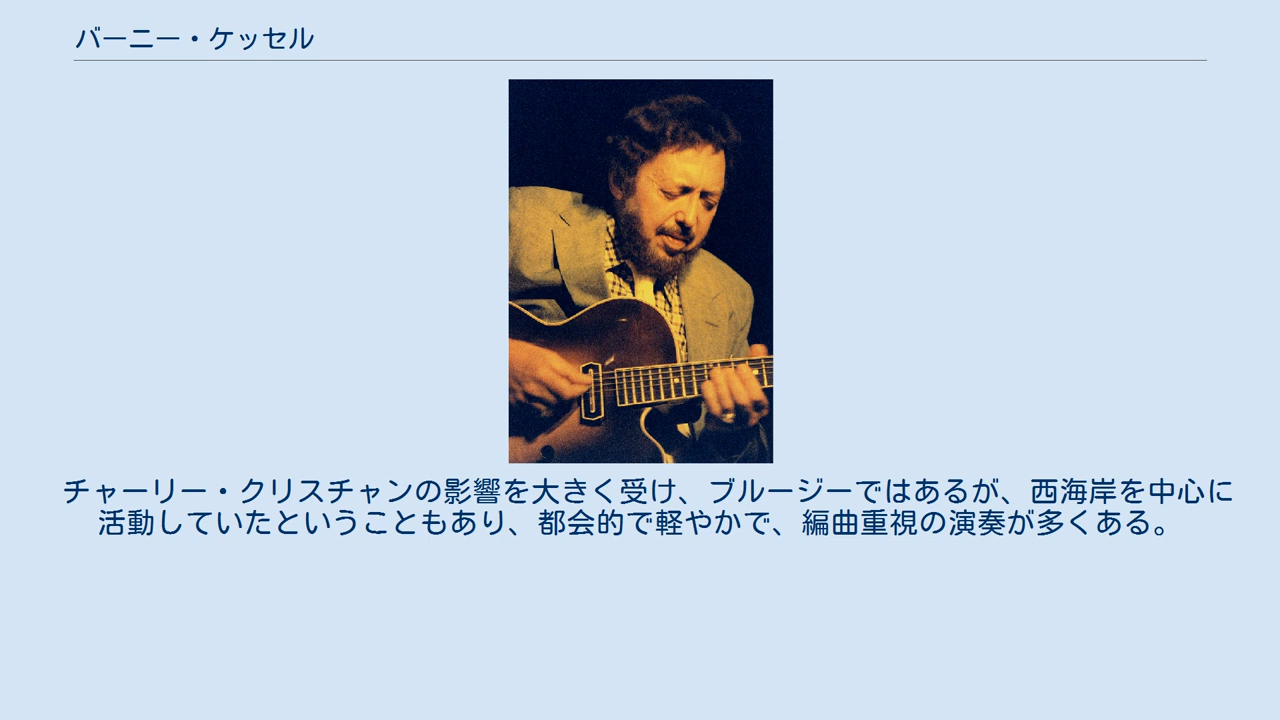 バーニー・ケッセル
チャーリー・クリスチャンの影響を大きく受け、ブルージーではあるが、西海岸を中心に
活動していたということもあり、都会的で軽やかで、編曲重視の演奏が多くある。